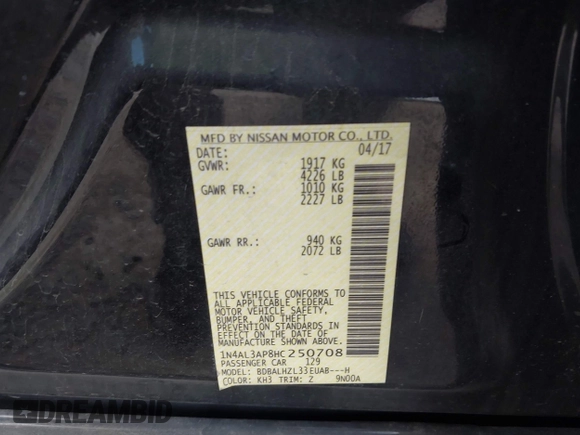 MFD BY NISSAN MOTOR CO., LTD.
DATE: 04/17
GVWR: 1917 KG
4226 LB
GAWR FR.: 1010 KG
2227 LB
GAWR RR.: 940 KG
2072 LB
THIS VEHICLE CONFORMS TO
ALL APPLICABLE FEDERAL
MOTOR VEHICLE SAFETY,
BUMPER, AND THEFT
PREVENTION STANDARDS
IN EFFECT ON THE DATE OF
MANUFACTURE SHOWN ABOVE.
1N4AL3AP8HC250708
PASSENGER CAR 129
MODEL: BDBALHZL33EUAB---H
COLOR: KH3 TRIM: Z 9N00A
DREAMBID